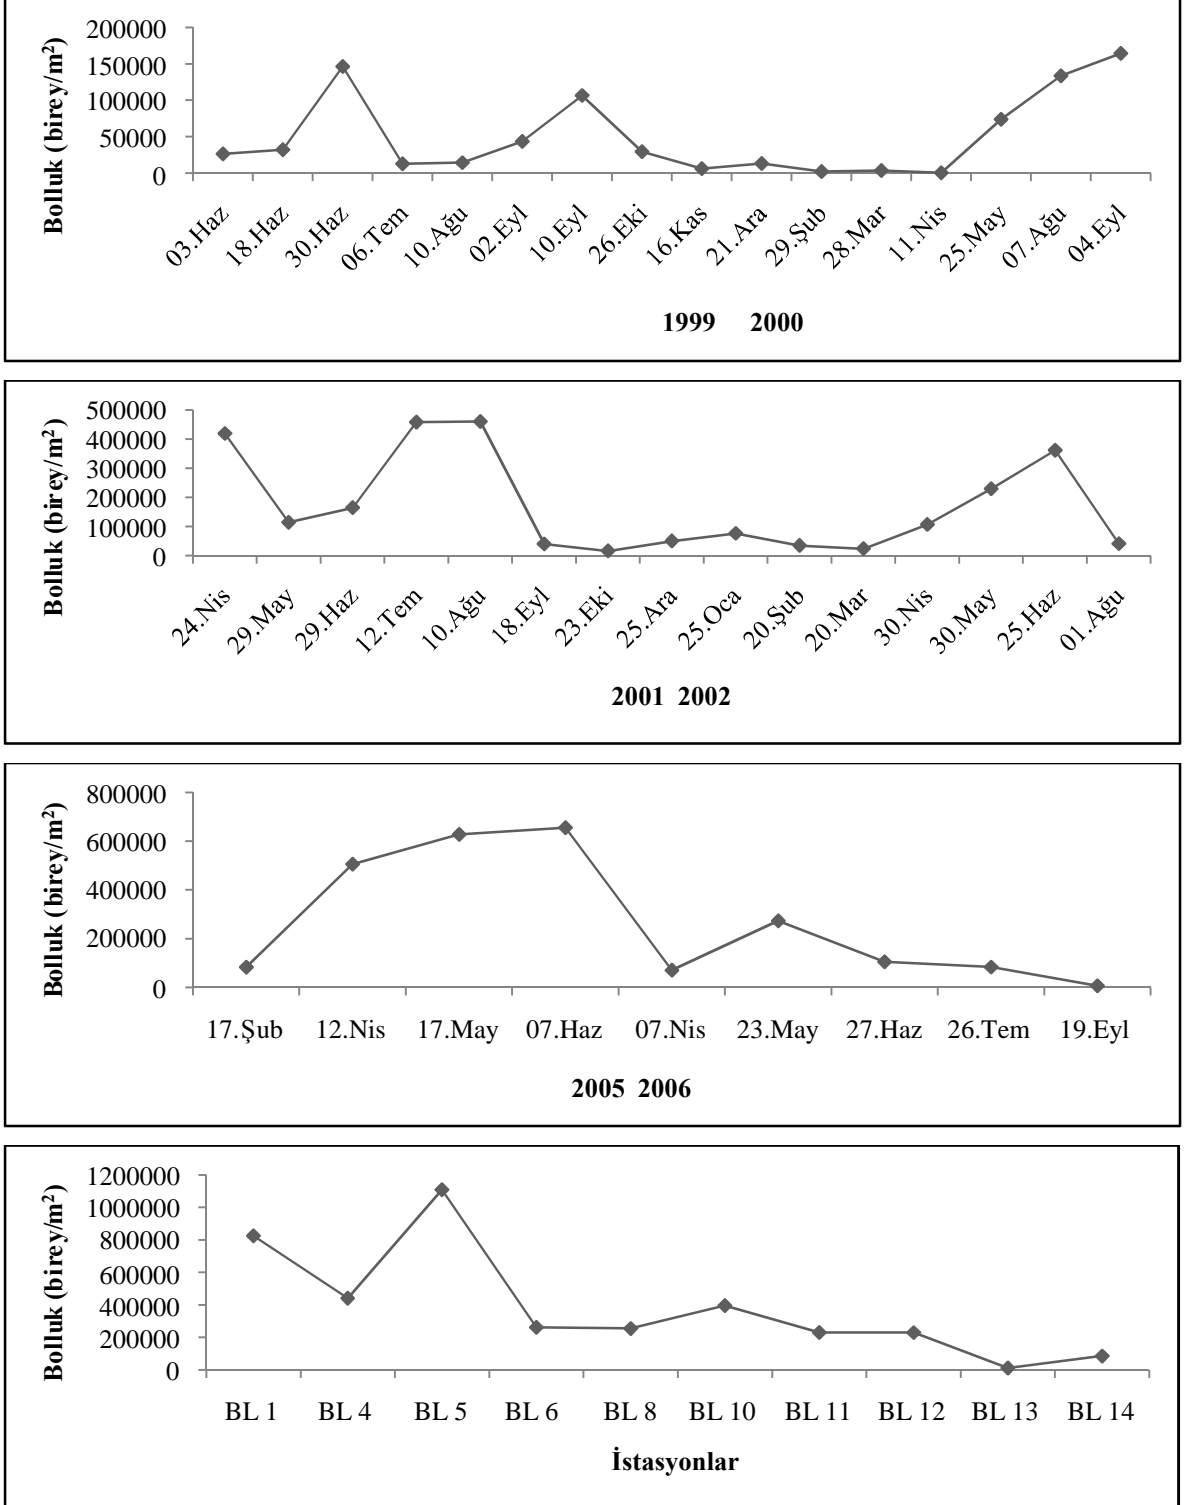 Bolluk (birey/m²)
200000
150000
100000
50000
0
03.Haz 18.Haz 30.Haz 06.Tem 10.Ağu 02.Eyl 10.Eyl 26.Eki 16.Kas 21.Ara 29.Şub 28.Mar 11.Nis 25.May 07.Ağu 04.Eyl
1999 2000
Bolluk (birey/m²)
500000
400000
300000
200000
100000
0
24.Nis 29.May 29.Haz 12.Tem 10.Ağu 18.Eyl 23.Eki 25.Ara 25.Oca 20.Şub 20.Mar 30.Nis 30.May 25.Haz 01.Ağu
2001 2002
Bolluk (birey/m²)
800000
600000
400000
200000
0
17.Şub 12.Nis 17.May 07.Haz 07.Nis 23.May 27.Haz 26.Tem 19.Eyl
2005 2006
Bolluk (birey/m²)
1200000
1000000
800000
600000
400000
200000
0
BL 1 BL 4 BL 5 BL 6 BL 8 BL 10 BL 11 BL 12 BL 13 BL 14
İstasyonlar